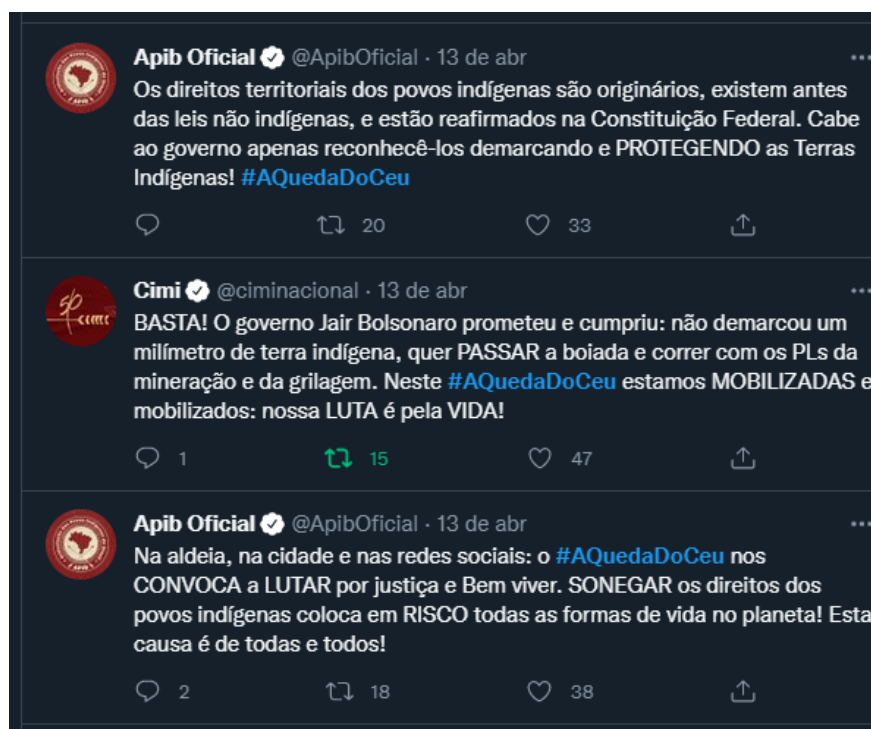 Apib Oficial @ApibOficial · 13 de abr
Os direitos territoriais dos povos indígenas são originários, existem antes
das leis não indígenas, e estão reafirmados na Constituição Federal. Cabe
ao governo apenas reconhecê-los demarcando e PROTEGENDO as Terras
Indígenas! #AQuedaDoCeu
20 33
Cimi @ciminacional · 13 de abr
BASTA! O governo Jair Bolsonaro prometeu e cumpriu: não demarcou um
milímetro de terra indígena, quer PASSAR a boiada e correr com os PLs da
mineração e da grilagem. Neste #AQuedaDoCeu estamos MOBILIZADAS e
mobilizados: nossa LUTA é pela VIDA!
1 15 47
Apib Oficial @ApibOficial · 13 de abr
Na aldeia, na cidade e nas redes sociais: o #AQuedaDoCeu nos
CONVOCA a LUTAR por justiça e Bem viver. SONEGAR os direitos dos
povos indígenas coloca em RISCO todas as formas de vida no planeta! Esta
causa é de todas e todos!
2 18 38